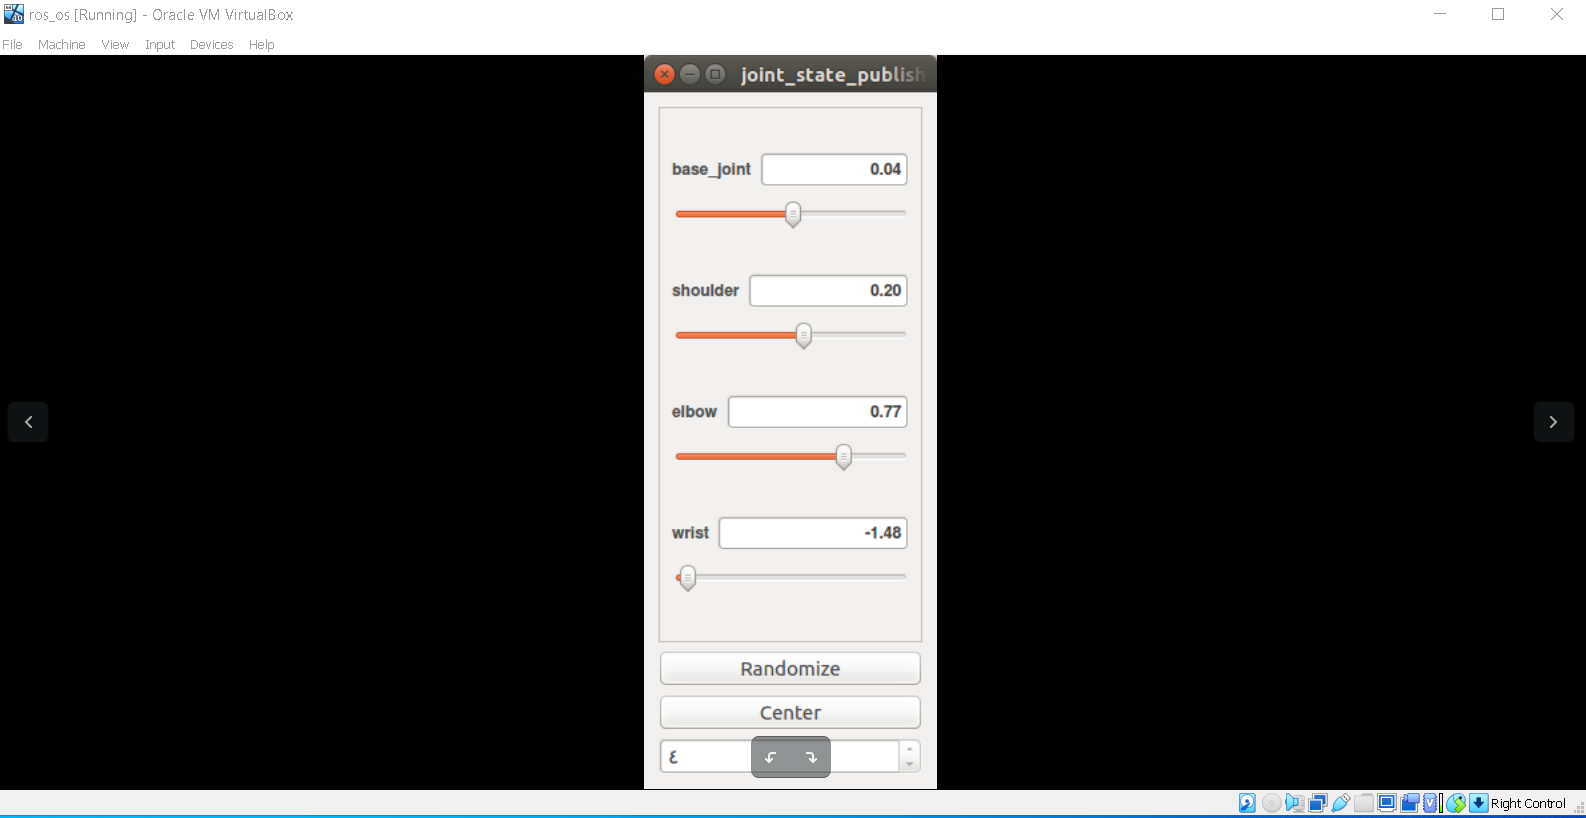 ros_os [Running] - Oracle VM VirtualBox
File Machine View Input Devices Help
joint_state_publish
base_joint 0.04
shoulder 0.20
elbow 0.77
wrist -1.48
Randomize
Center
٤
Right Control